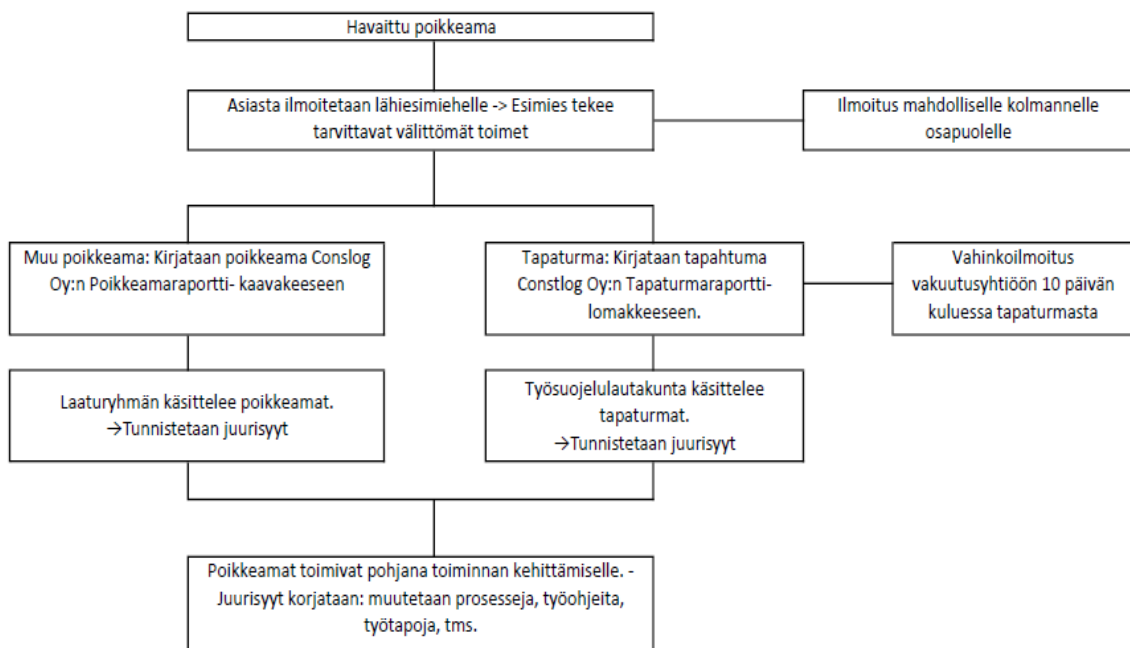 Havaittu poikkeama
Asiasta ilmoitetaan lähiesimiehelle -> Esimies tekee
tarvittavat välittömät toimet
Ilmoitus mahdolliselle kolmannelle
osapuolelle
Muu poikkeama: Kirjataan poikkeama Conslog
Oy:n Poikkeamaraportti- kaavakeeseen
Tapaturma: Kirjataan tapahtuma
Constlog Oy:n Tapaturmaraportti-
lomakkeeseen.
Vahinkoilmoitus
vakuutusyhtiöön 10 päivän
kuluessa tapaturmasta
Laaturyhmän käsittelee poikkeamat.
→Tunnistetaan juurisyyt
Työsuojelulautakunta käsittelee
tapaturmat.
→Tunnistetaan juurisyyt
Poikkeamat toimivat pohjana toiminnan kehittämiselle. -
Juurisyyt korjataan: muutetaan prosesseja, työohjeita,
työtapoja, tms.